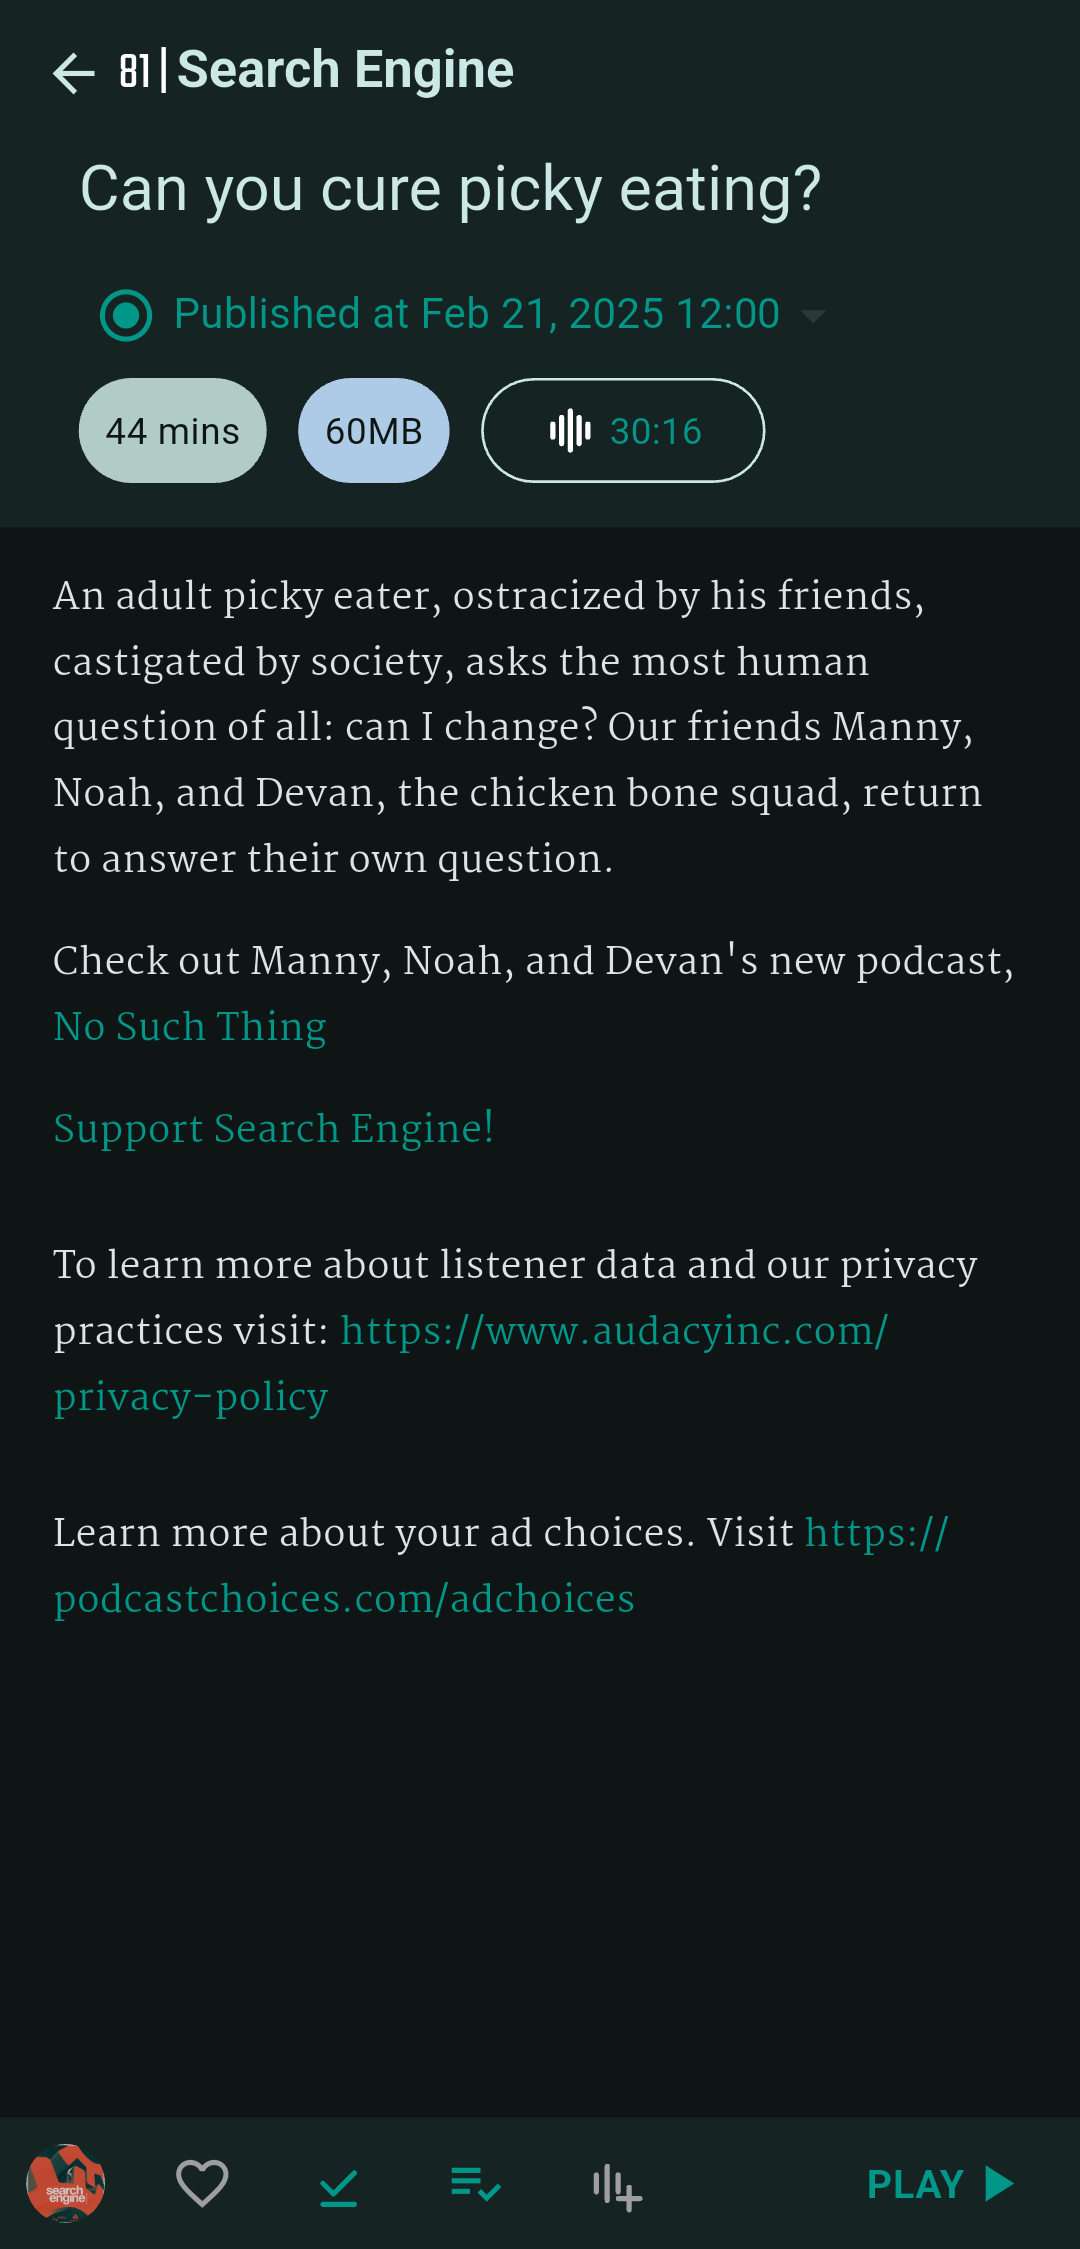 81 | Search Engine
Can you cure picky eating?
Published at Feb 21, 2025 12:00
44 mins 60MB 30:16
An adult picky eater, ostracized by his friends,
castigated by society, asks the most human
question of all: can I change? Our friends Manny,
Noah, and Devan, the chicken bone squad, return
to answer their own question.
Check out Manny, Noah, and Devan's new podcast,
No Such Thing
Support Search Engine!
To learn more about listener data and our privacy
practices visit: https://www.audacyinc.com/
privacy-policy
Learn more about your ad choices. Visit https://
podcastchoices.com/adchoices
search
engine
PLAY